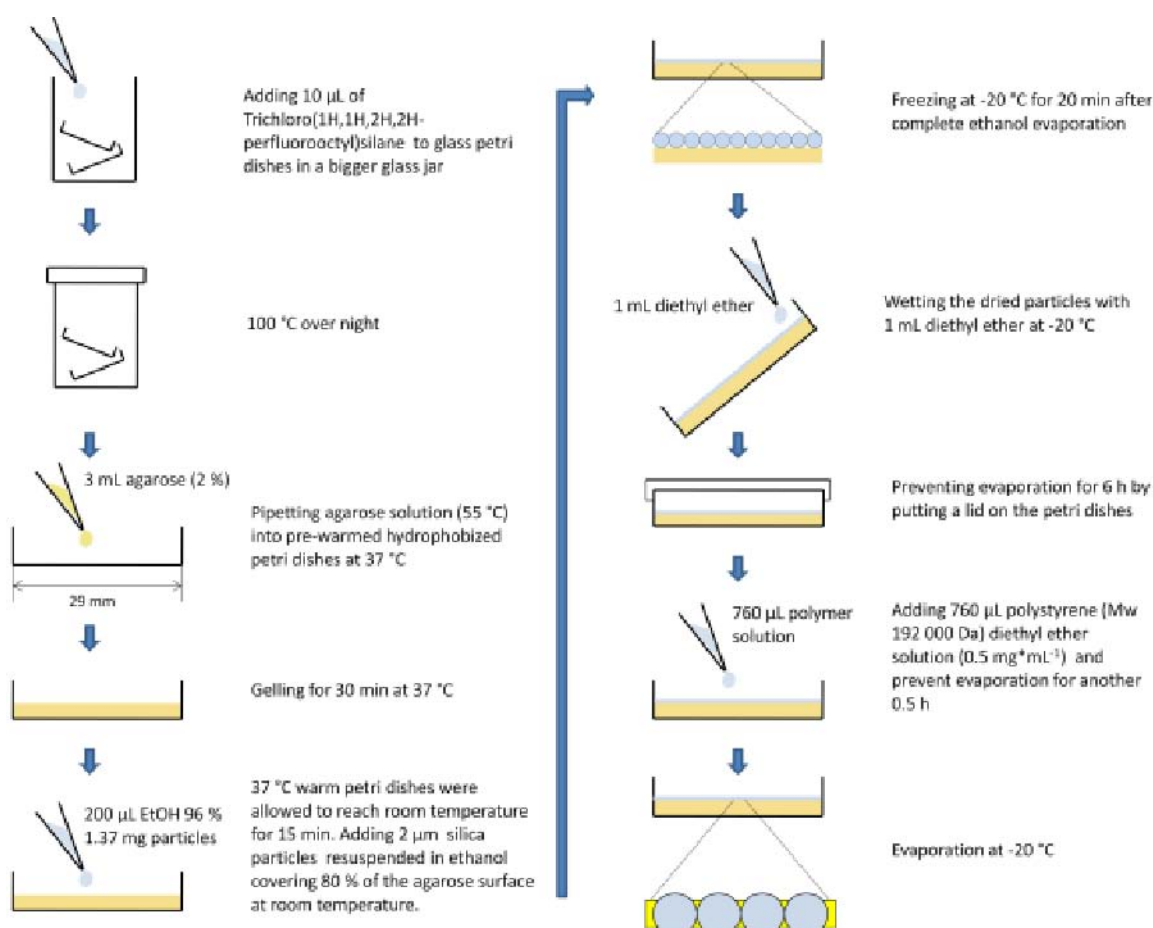 Adding 10 µL of
Trichloro(1H,1H,2H,2H-
perfluorooctyl)silane to glass petri
dishes in a bigger glass jar
100 °C over night
3 mL agarose (2 %)
Pipetting agarose solution (55 °C)
into pre-warmed hydrophobized
petri dishes at 37 °C
29 mm
Gelling for 30 min at 37 °C
200 µL EtOH 96 %
1.37 mg particles
37 °C warm petri dishes were
allowed to reach room temperature
for 15 min. Adding 2 µm silica
particles resuspended in ethanol
covering 80 % of the agarose surface
at room temperature.
Freezing at -20 °C for 20 min after
complete ethanol evaporation
1 mL diethyl ether
Wetting the dried particles with
1 mL diethyl ether at -20 °C
Preventing evaporation for 6 h by
putting a lid on the petri dishes
760 µL polymer
solution
Adding 760 µL polystyrene (Mw
192 000 Da) diethyl ether
solution (0.5 mg*mL⁻¹) and
prevent evaporation for another
0.5 h
Evaporation at -20 °C